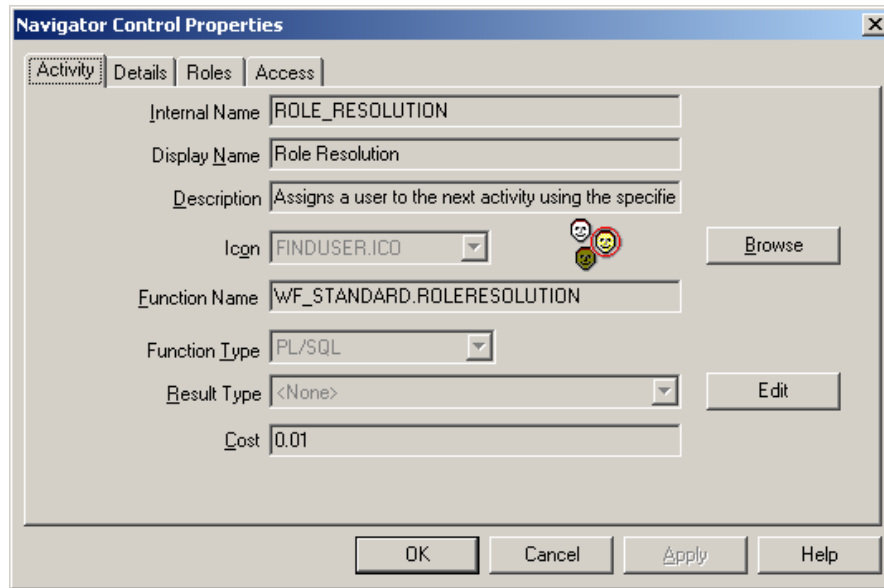 Navigator Control Properties
Activity Details Roles Access
Internal Name ROLE_RESOLUTION
Display Name Role Resolution
Description Assigns a user to the next activity using the specifie
Icon FINDUSER.ICO Browse
Function Name WF_STANDARD.ROLERESOLUTION
Function Type PL/SQL
Result Type <None> Edit
Cost 0.01
OK Cancel Apply Help